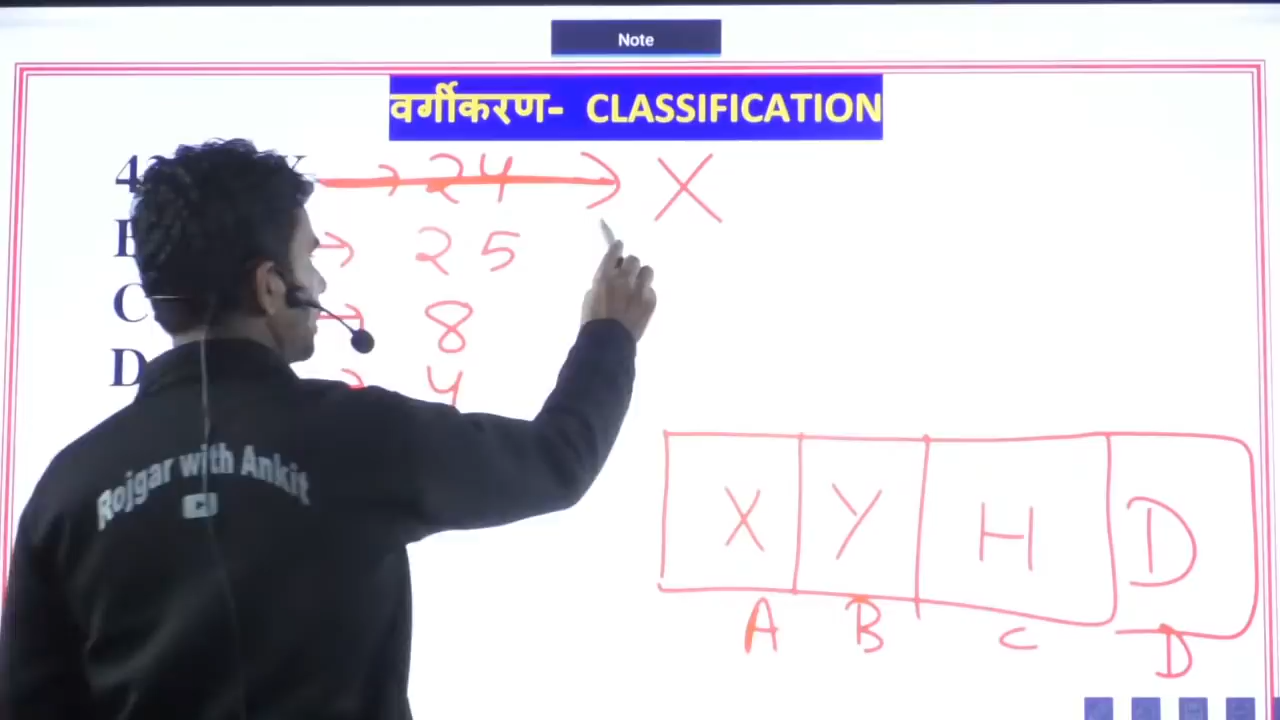 Note
वर्गीकरण- CLASSIFICATION
→ 24 → X
→ 25
C → 8
D → 4
Rojgar with Ankit
X Y H D
A B C D